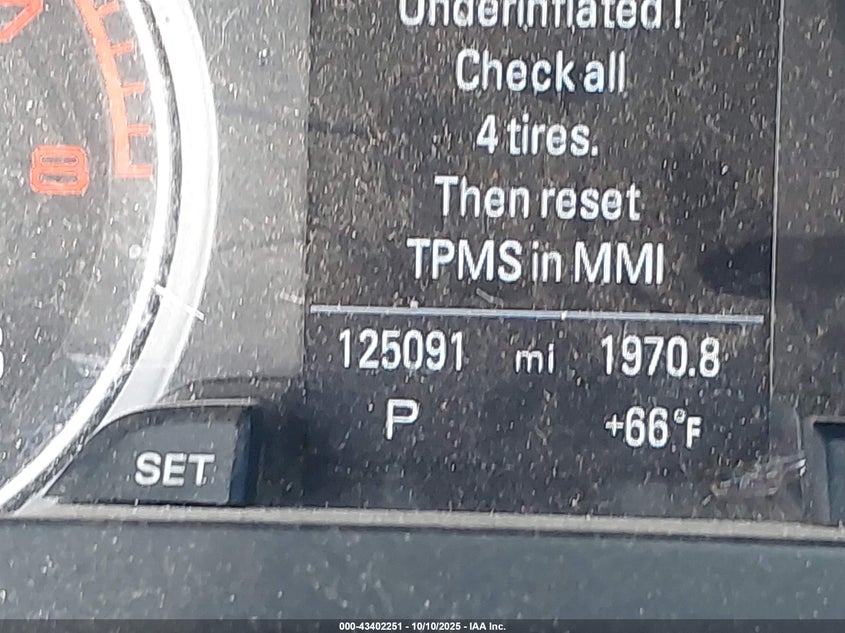 Underinflated!
Check all
4 tires.
Then reset
TPMS in MMI
125091 mi 1970.8
P +66°F
8
SET
000-43402251 - 10/10/2025 - IAA Inc.